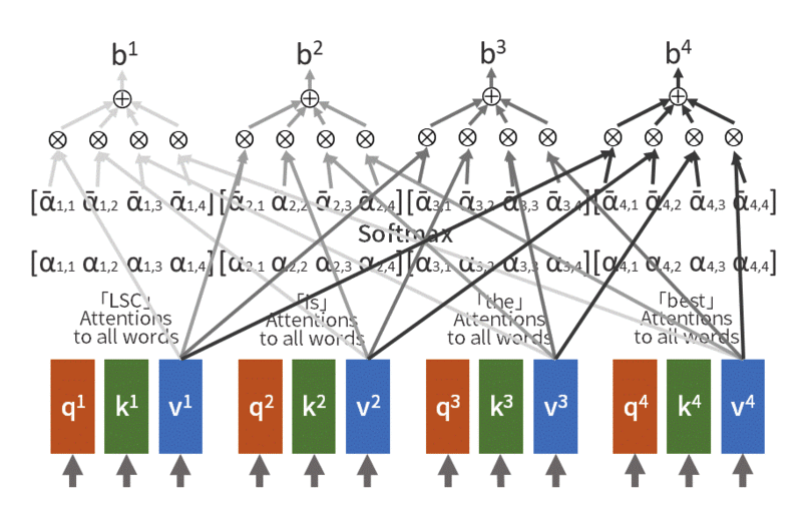 b¹ b² b³ b⁴
[ᾱ1,1 ᾱ1,2 ᾱ1,3 ᾱ1,4] [ᾱ2,1 ᾱ2,2 ᾱ2,3 ᾱ2,4] [ᾱ3,1 ᾱ3,2 ᾱ3,3 ᾱ3,4] [ᾱ4,1 ᾱ4,2 ᾱ4,3 ᾱ4,4]
Softmax
[α1,1 α1,2 α1,3 α1,4] [α2,1 α2,2 α2,3 α2,4] [α3,1 α3,2 α3,3 α3,4] [α4,1 α4,2 α4,3 α4,4]
「LSC」 「is」 「the」 「best」
Attentions Attentions Attentions Attentions
to all words to all words to all words to all words
q¹ k¹ v¹ q² k² v² q³ k³ v³ q⁴ k⁴ v⁴